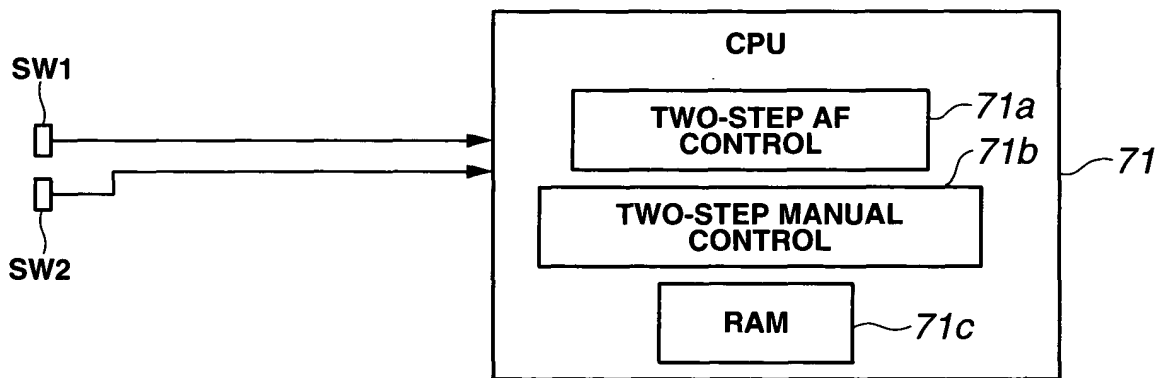 CPU
SW1
TWO-STEP AF
CONTROL
71a
71b
71
TWO-STEP MANUAL
CONTROL
SW2
RAM
71c